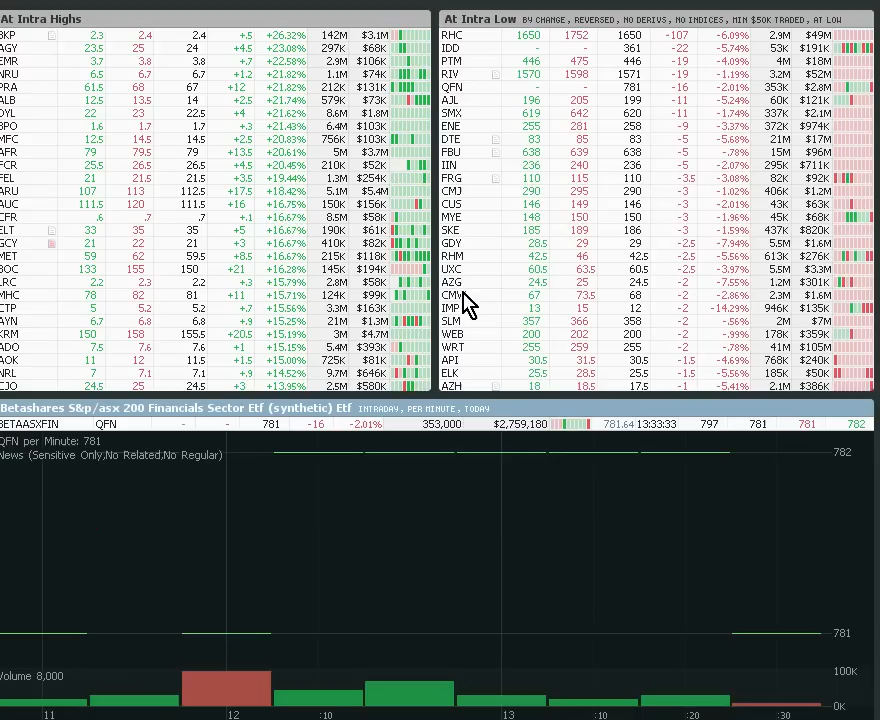 At Intra Highs
BKP 2.3 2.4 2.4 +.5 +26.32% 142M $3.1M
AGY 23.5 25 24 +4.5 +23.08% 297K $68K
EMR 3.7 3.8 3.8 +.7 +22.58% 2.9M $106K
NRU 6.5 6.7 6.7 +1.2 +21.82% 1.1M $74K
PRA 61.5 68 67 +12 +21.82% 212K $131K
ALB 12.5 13.5 14 +2.5 +21.74% 579K $73K
OYL 22 23 22.5 +4 +21.62% 8.6M $1.8M
BPO 1.6 1.7 1.7 +.3 +21.43% 6.4M $103K
MFC 12.5 14.5 14.5 +2.5 +20.83% 756K $103K
AFR 79 79.5 79 +13.5 +20.61% 5M $3.7M
FCR 25.5 26.5 26.5 +4.5 +20.45% 210K $52K
FEL 21 21.5 21.5 +3.5 +19.44% 1.3M $254K
ARU 107 113 112.5 +17.5 +18.42% 5.1M $5.4M
AUC 111.5 120 111.5 +16 +16.75% 150K $156K
CFR .6 .7 .7 +.1 +16.67% 8.5M $58K
ELT 33 35 35 +5 +16.67% 190K $61K
GCY 21 22 21 +3 +16.67% 410K $82K
MET 59 62 59.5 +8.5 +16.67% 215K $118K
BOC 133 155 150 +21 +16.28% 145K $194K
LRC 2.2 2.3 2.2 +.3 +15.79% 2.8M $58K
MHC 78 82 81 +11 +15.71% 124K $99K
CTP 5 5.2 5.2 +.7 +15.56% 3.3M $163K
AYN 6.7 6.8 6.8 +.9 +15.25% 21M $1.3M
KRM 150 158 155.5 +20.5 +15.19% 3M $4.7M
ADO 7.5 7.6 7.6 +1 +15.15% 5.4M $393K
AOK 11 12 11.5 +1.5 +15.00% 725K $81K
NRL 7 7.1 7.1 +.9 +14.52% 9.7M $646K
CJO 24.5 25 24.5 +3 +13.95% 2.5M $580K
At Intra Low BY CHANGE, REVERSED, NO DERIVS, NO INDICES, MIN $50K TRADED, AT LOW
RHC 1650 1752 1650 -107 -6.09% 2.9M $49M
IDD - - 361 -22 -5.74% 53K $191K
PTM 446 475 446 -19 -4.09% 4M $18M
RIV 1570 1598 1571 -19 -1.19% 3.2M $52M
QFN - - 781 -16 -2.01% 353K $2.8M
AJL 196 205 199 -11 -5.24% 60K $121K
SMX 619 642 620 -11 -1.74% 337K $2.1M
ENE 255 281 258 -9 -3.37% 372K $974K
DTE 83 85 83 -5 -5.68% 21M $17M
FBU 638 639 638 -5 -.78% 15M $96M
IIN 236 240 236 -5 -2.07% 295K $711K
FRG 110 115 110 -3.5 -3.08% 82K $92K
CMJ 290 295 290 -3 -1.02% 406K $1.2M
CUS 146 149 146 -3 -2.01% 43K $63K
MYE 148 150 150 -3 -1.96% 45K $68K
SKE 185 189 186 -3 -1.59% 437K $820K
GDY 28.5 29 29 -2.5 -7.94% 5.5M $1.6M
RHM 42.5 46 42.5 -2.5 -5.56% 613K $276K
UXC 60.5 63.5 60.5 -2.5 -3.97% 5.5M $3.3M
AZG 24.5 25 24.5 -2 -7.55% 1.2M $301K
CMV 67 73.5 68 -2 -2.86% 2.3M $1.6M
IMP 13 15 12 -2 -14.29% 946K $135K
SLM 357 366 358 -2 -.56% 2M $7M
WEB 200 202 200 -2 -.99% 178K $359K
WRT 255 259 255 -2 -.78% 41M $105M
API 30.5 31.5 30.5 -1.5 -4.69% 768K $240K
ELK 25.5 28.5 25.5 -1.5 -5.56% 185K $50K
AZH 18 18.5 17.5 -1 -5.41% 2.1M $386K
Betashares S&p/asx 200 Financials Sector Etf (synthetic) Etf INTRADAY, PER MINUTE, TODAY
BETAASXFIN QFN - - 781 -16 -2.01% 353,000 $2,759,180 781.64 13:33:33 797 781 781 782
QFN per Minute: 781
News (Sensitive Only,No Related,No Regular)
782
781
Volume 8,000
100K
0K
11 12 :10 13 :10 :20 :30